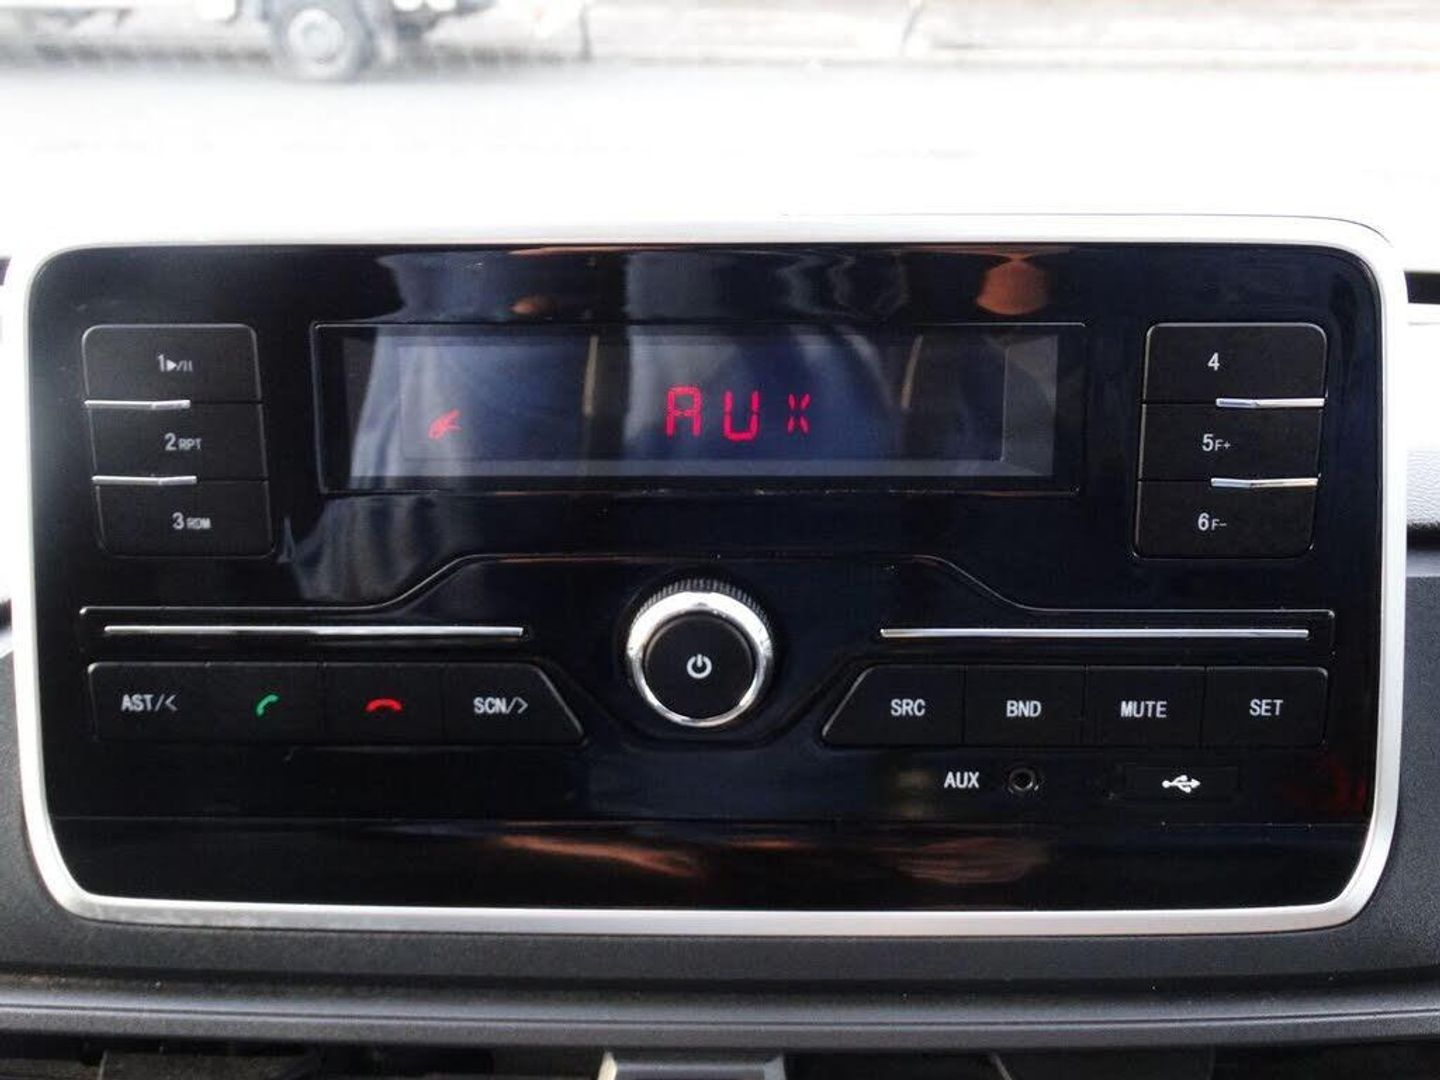 1▶/II
2RPT
3RDM
AUX
4
5F+
6F-
AST/<
SCN/>
SRC
BND
MUTE
SET
AUX